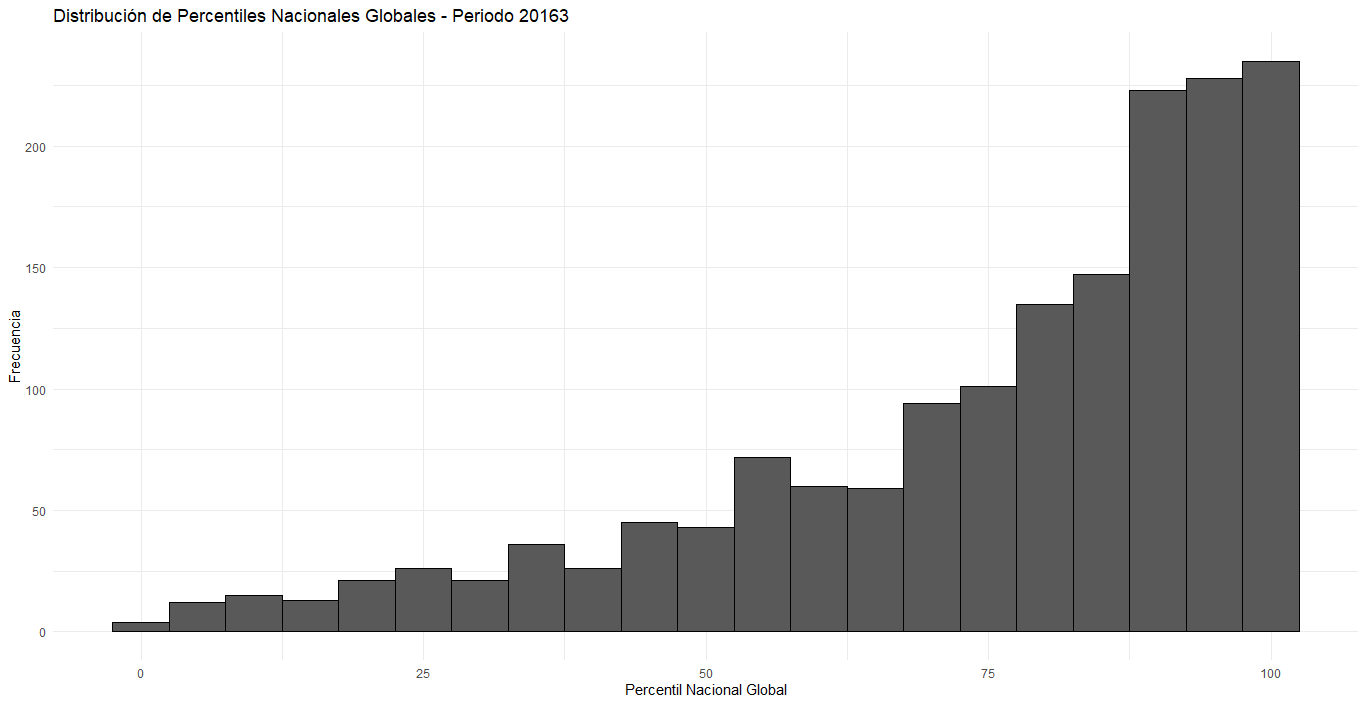 Distribución de Percentiles Nacionales Globales - Periodo 20163
Frecuencia
200
150
100
50
0
0 25 50 75 100
Percentil Nacional Global